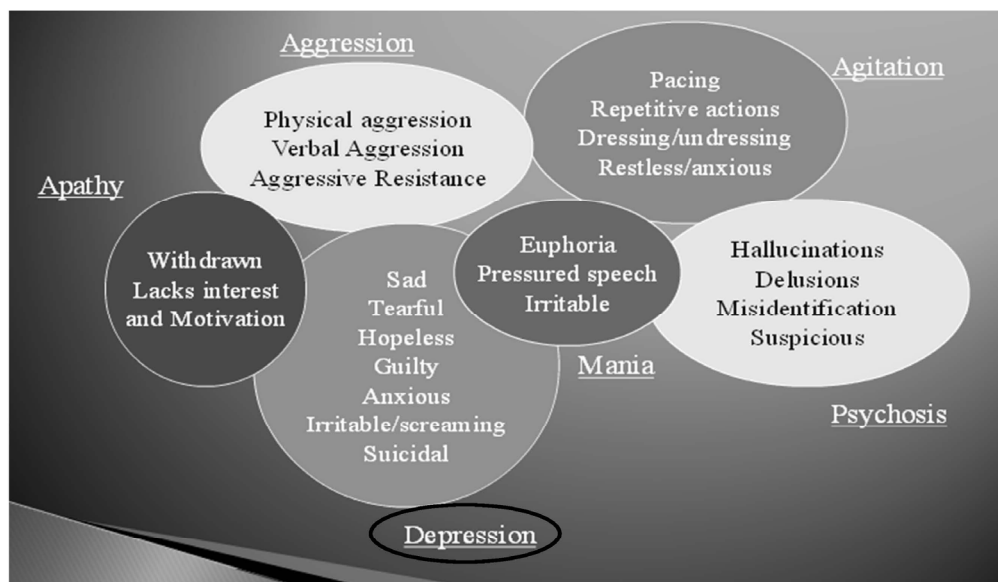 Aggression
Physical aggression
Verbal Aggression
Aggressive Resistance
Agitation
Pacing
Repetitive actions
Dressing/undressing
Restless/anxious
Apathy
Withdrawn
Lacks interest
and Motivation
Sad
Tearful
Hopeless
Guilty
Anxious
Irritable/screaming
Suicidal
Depression
Euphoria
Pressured speech
Irritable
Mania
Hallucinations
Delusions
Misidentification
Suspicious
Psychosis